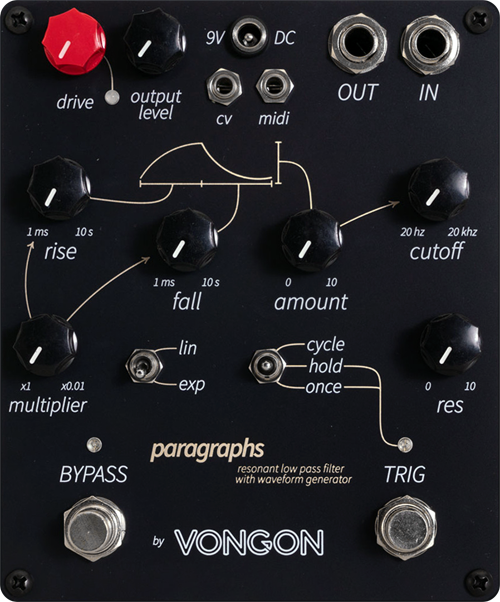 9V DC
drive
output
level
cv midi
OUT IN
1 ms 10 s
rise
20 hz 20 khz
cutoff
1 ms 10 s
fall
0 10
amount
lin
exp
cycle
hold
once
x1 x0.01
multiplier
0 10
res
paragraphs
resonant low pass filter
with waveform generator
BYPASS
TRIG
by VONGON